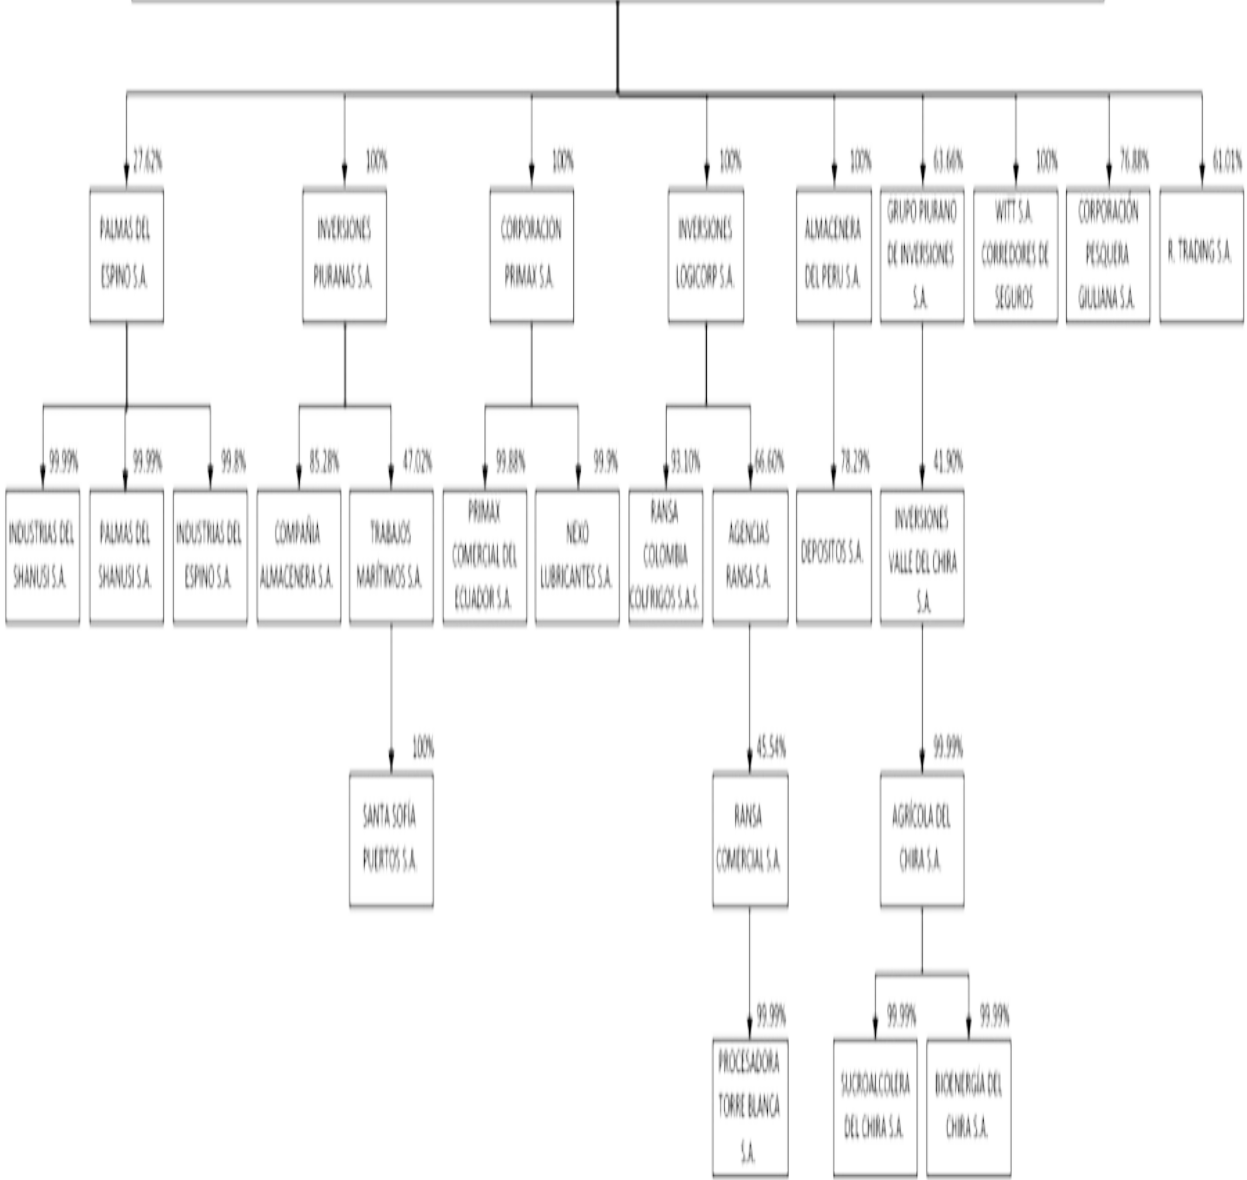 27.62%
100%
100%
100%
100%
63.66%
100%
76.88%
61.01%
PALMAS DEL
ESPINO S.A.
INVERSIONES
PIURANAS S.A.
CORPORACION
PRIMAX S.A.
INVERSIONES
LOGICORP S.A.
ALMACENERA
DEL PERU S.A.
GRUPO PIURANO
DE INVERSIONES
S.A.
WITT S.A.
CORREDORES DE
SEGUROS
CORPORACIÓN
PESQUERA
GIULIANA S.A.
R. TRADING S.A.
99.99%
99.99%
99.8%
85.28%
47.02%
99.88%
99.9%
93.10%
66.60%
78.29%
41.90%
INDUSTRIAS DEL
SHANUSI S.A.
PALMAS DEL
SHANUSI S.A.
INDUSTRIAS DEL
ESPINO S.A.
COMPAÑIA
ALMACENERA S.A.
TRABAJOS
MARÍTIMOS S.A.
PRIMAX
COMERCIAL DEL
ECUADOR S.A.
NEXO
LUBRICANTES S.A.
RANSA
COLOMBIA
COLFRIGOS S.A.S.
AGENCIAS
RANSA S.A.
DEPOSITOS S.A.
INVERSIONES
VALLE DEL CHIRA
S.A.
100%
45.54%
99.99%
SANTA SOFÍA
PUERTOS S.A.
RANSA
COMERCIAL S.A.
AGRÍCOLA DEL
CHIRA S.A.
99.99%
99.99%
99.99%
PROCESADORA
TORRE BLANCA
S.A.
SUCROALCOLERA
DEL CHIRA S.A.
BIOENERGÍA DEL
CHIRA S.A.